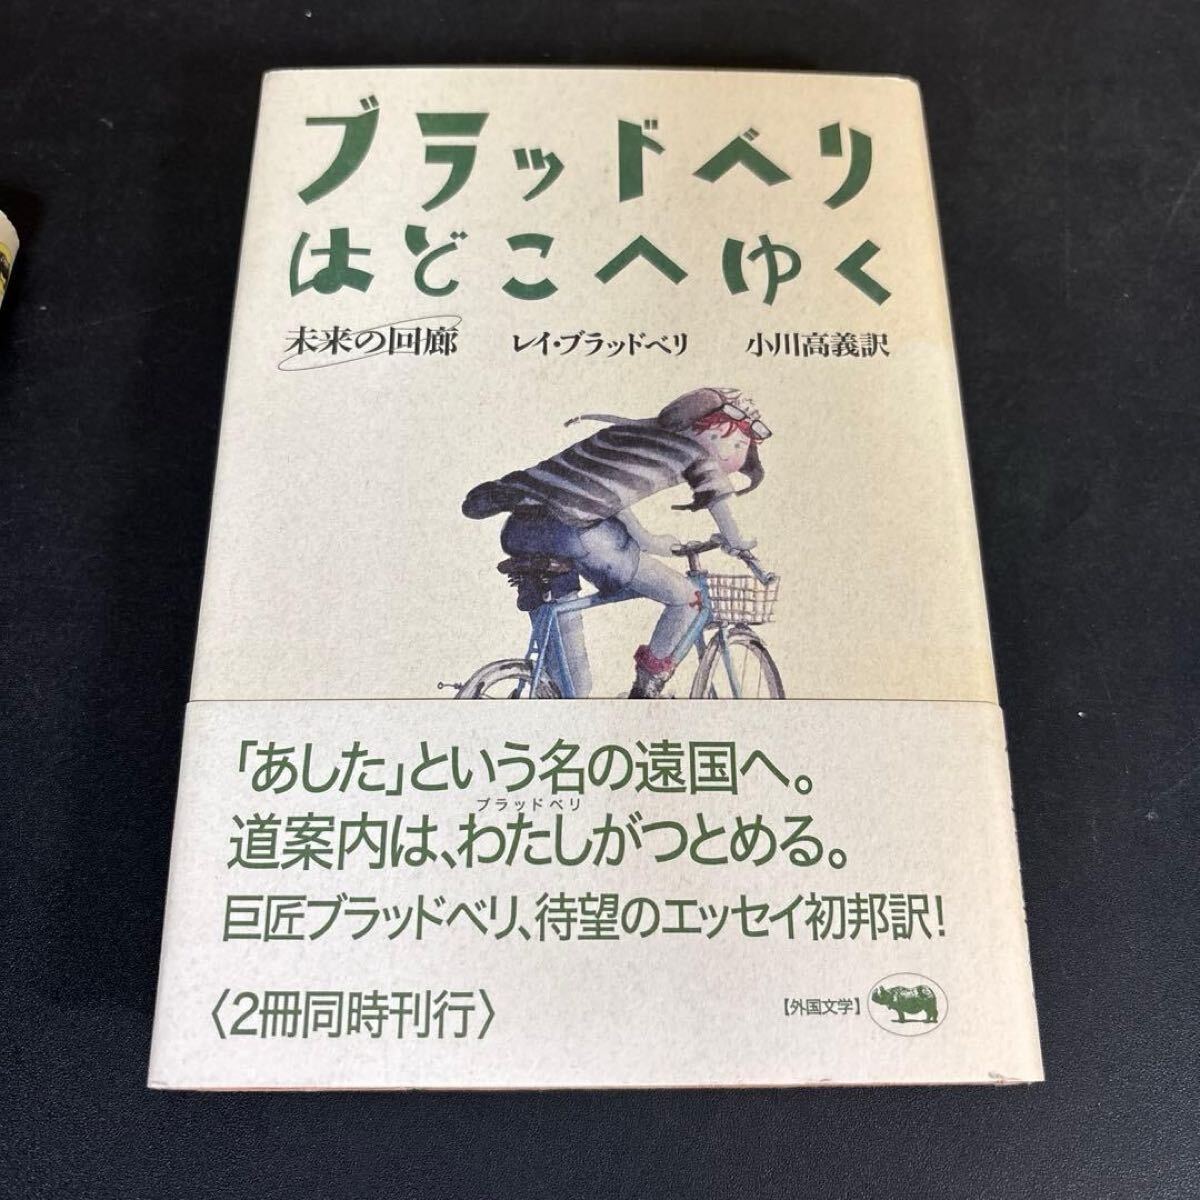 ブラッドベリ
はどこへゆく
未来の回廊 レイ・ブラッドベリ 小川高義訳
「あした」という名の遠国へ。
ブラッドベリ
道案内は、わたしがつとめる。
巨匠ブラッドベリ、待望のエッセイ初邦訳!
〈2冊同時刊行〉
【外国文学】